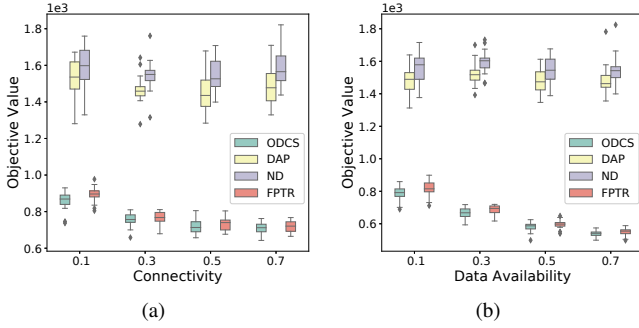 1e3
1.8
1.6
1.4
1.2
1.0
0.8
0.6
Objective Value
ODCS
DAP
ND
FPTR
0.1 0.3 0.5 0.7
Connectivity
(a)
1e3
1.8
1.6
1.4
1.2
1.0
0.8
0.6
Objective Value
ODCS
DAP
ND
FPTR
0.1 0.3 0.5 0.7
Data Availability
(b)